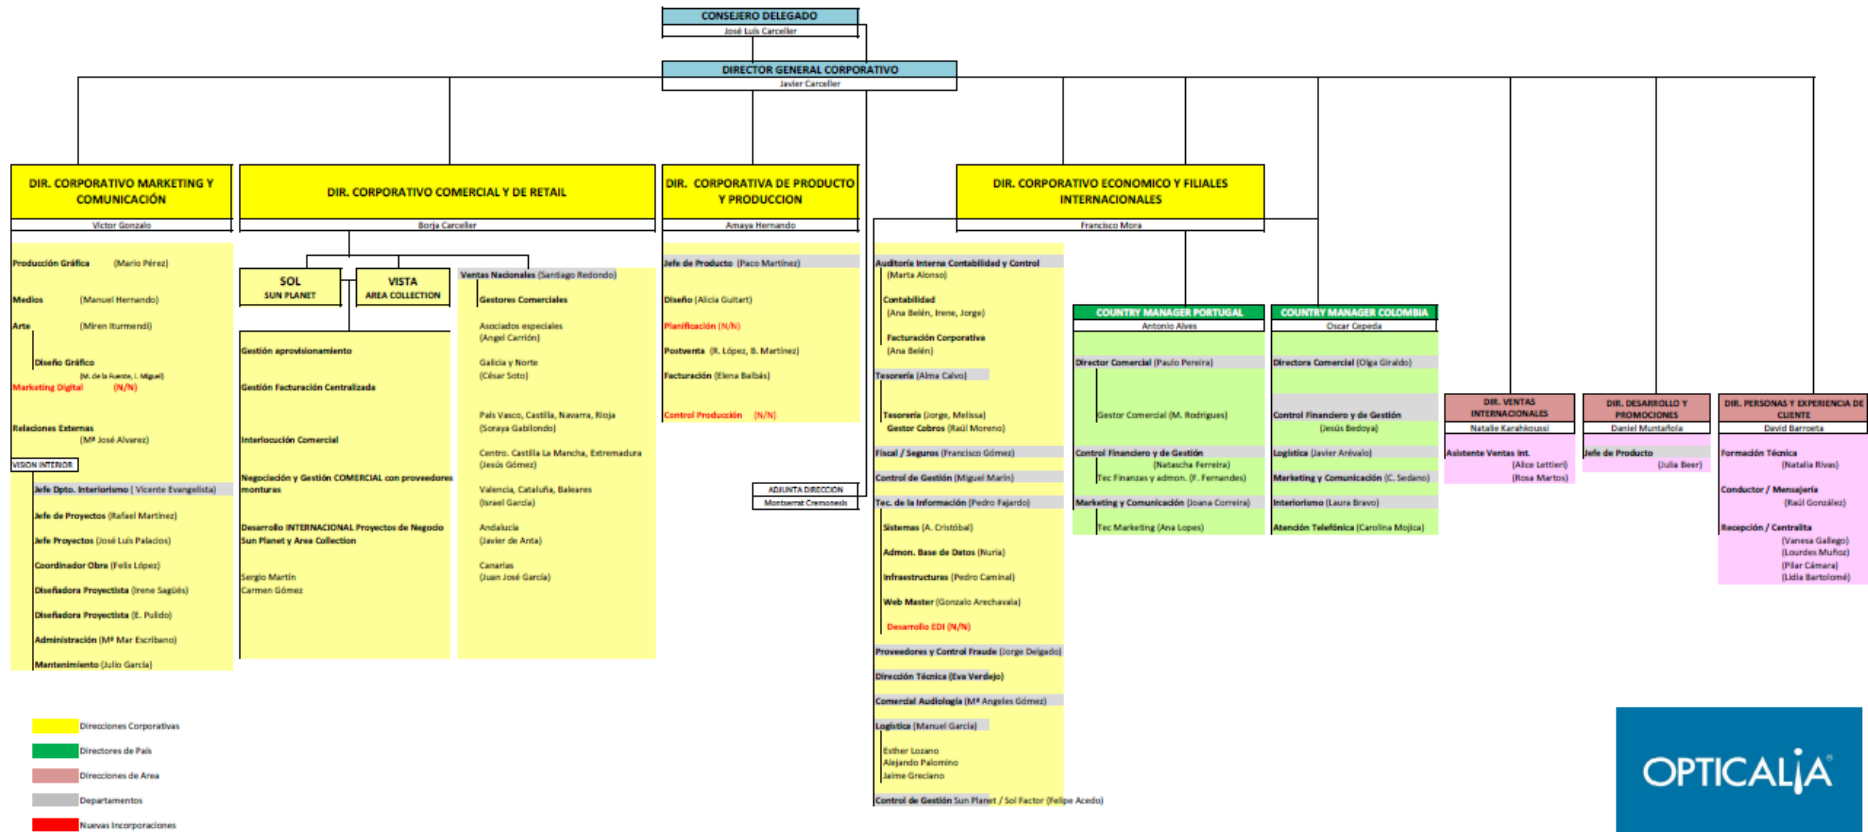 CONSEJERO DELEGADO
José Luis Carceller
DIRECTOR GENERAL CORPORATIVO
Javier Carceller
DIR. CORPORATIVO MARKETING Y
COMUNICACIÓN
Víctor Gonzalo
Producción Gráfica (Mario Pérez)
Medios (Manuel Hernando)
Arte (Miren Iturmendi)
Diseño Gráfico
(M. de la Fuente, I. Miguel)
Marketing Digital (N/N)
Relaciones Externas
(Mª José Alvarez)
VISION INTERIOR
Jefe Dpto. Interiorismo ( Vicente Evangelista)
Jefe de Proyectos (Rafael Martínez)
Jefe Proyectos (José Luis Palacios)
Coordinador Obra (Felix López)
Diseñadora Proyectista (Irene Sagüés)
Diseñadora Proyectista (E. Pulido)
Administración (Mª Mar Escribano)
Mantenimiento (Julio García)
DIR. CORPORATIVO COMERCIAL Y DE RETAIL
Borja Carceller
SOL
SUN PLANET
VISTA
AREA COLLECTION
Gestión aprovisionamiento
Gestión Facturación Centralizada
Interlocución Comercial
Negociación y Gestión COMERCIAL con proveedores
monturas
Desarrollo INTERNACIONAL Proyectos de Negocio
Sun Planet y Area Collection
Sergio Martín
Carmen Gómez
Ventas Nacionales (Santiago Redondo)
Gestores Comerciales
Asociados especiales
(Angel Carrión)
Galicia y Norte
(César Soto)
País Vasco, Castilla, Navarra, Rioja
(Soraya Gabilondo)
Centro. Castilla La Mancha, Extremadura
(Jesús Gómez)
Valencia, Cataluña, Baleares
(Israel García)
Andalucía
(Javier de Anta)
Canarias
(Juan José García)
DIR. CORPORATIVA DE PRODUCTO
Y PRODUCCION
Amaya Hernando
Jefe de Producto (Paco Martínez)
Diseño (Alicia Guitart)
Planificación (N/N)
Postventa (R. López, B. Martínez)
Facturación (Elena Balbás)
Control Producción (N/N)
ADJUNTA DIRECCION
Montserrat Cremonesis
DIR. CORPORATIVO ECONOMICO Y FILIALES
INTERNACIONALES
Francisco Mora
Auditoría Interna Contabilidad y Control
(Marta Alonso)
Contabilidad
(Ana Belén, Irene, Jorge)
Facturación Corporativa
(Ana Belén)
Tesorería (Alma Calvo)
Tesorería (Jorge, Melissa)
Gestor Cobros (Raúl Moreno)
Fiscal / Seguros (Francisco Gómez)
Control de Gestión (Miguel Marín)
Tec. de la Información (Pedro Fajardo)
Sistemas (A. Cristóbal)
Admon. Base de Datos (Nuria)
Infraestructuras (Pedro Caminal)
Web Master (Gonzalo Arechavala)
Desarrollo EDI (N/N)
Proveedores y Control Fraude (Jorge Delgado)
Dirección Técnica (Eva Verdejo)
Comercial Audiología (Mª Angeles Gómez)
Logística (Manuel García)
Esther Lozano
Alejando Palomino
Jaime Greciano
Control de Gestión Sun Planet / Sol Factor (Felipe Acedo)
COUNTRY MANAGER PORTUGAL
Antonio Alves
Director Comercial (Paulo Pereira)
Gestor Comercial (M. Rodrigues)
Control Financiero y de Gestión
(Natascha Ferreira)
Tec Finanzas y admon. (F. Fernandes)
Marketing y Comunicación (Joana Correira)
Tec Marketing (Ana Lopes)
COUNTRY MANAGER COLOMBIA
Oscar Cepeda
Directora Comercial (Olga Giraldo)
Control Financiero y de Gestión
(Jesús Bedoya)
Logística (Javier Arévalo)
Marketing y Comunicación (C. Sedano)
Interiorismo (Laura Bravo)
Atención Telefónica (Carolina Mojica)
DIR. VENTAS
INTERNACIONALES
Natalie Karahkoussi
Asistente Ventas Int.
(Alice Lettieri)
(Rosa Martos)
DIR. DESARROLLO Y
PROMOCIONES
Daniel Muntañola
Jefe de Producto
(Julia Beer)
DIR. PERSONAS Y EXPERIENCIA DE
CLIENTE
David Barroeta
Formación Técnica
(Natalia Rivas)
Conductor / Mensajería
(Raúl González)
Recepción / Centralita
(Vanesa Gallego)
(Lourdes Muñoz)
(Pilar Cámara)
(Lidia Bartolomé)
Direcciones Corporativas
Directores de País
Direcciones de Area
Departamentos
Nuevas Incorporaciones
OPTICALiA®